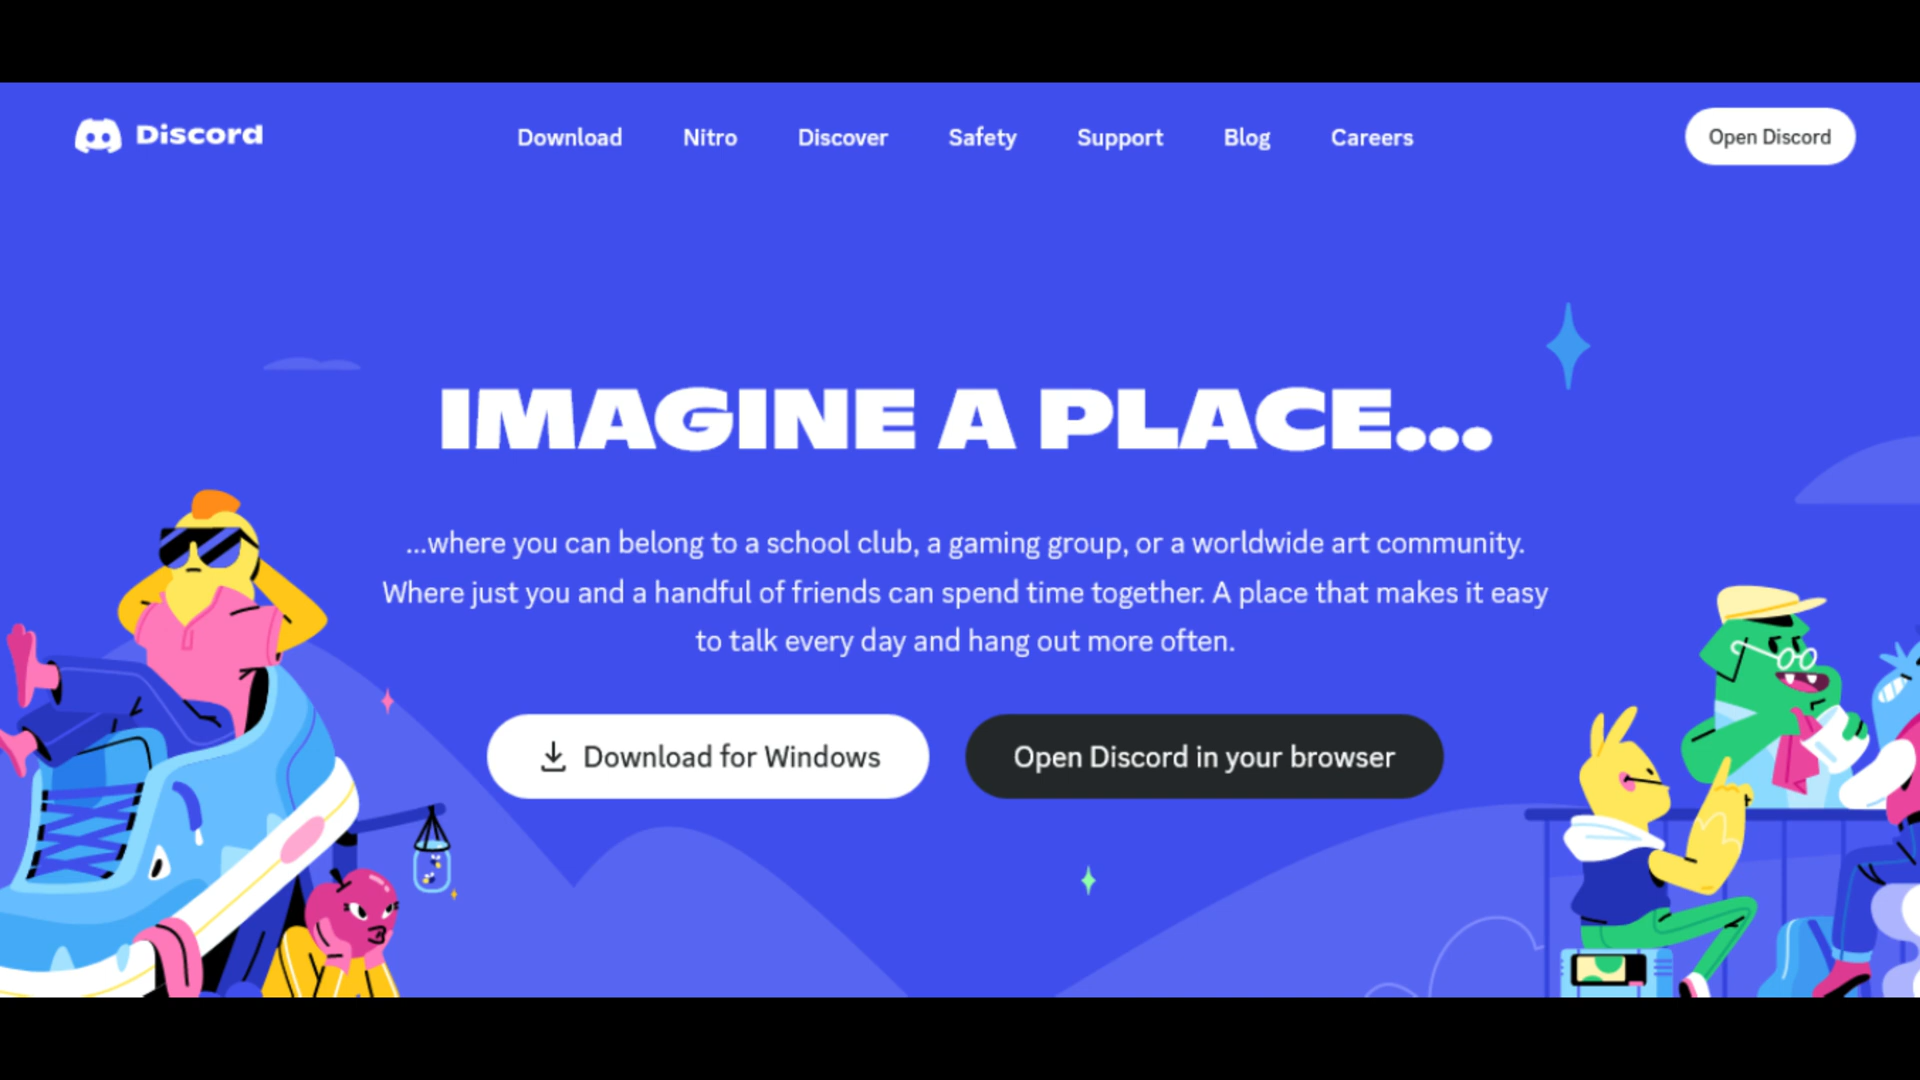 Discord
Download Nitro Discover Safety Support Blog Careers
Open Discord
IMAGINE A PLACE...
...where you can belong to a school club, a gaming group, or a worldwide art community.
Where just you and a handful of friends can spend time together. A place that makes it easy
to talk every day and hang out more often.
Download for Windows
Open Discord in your browser